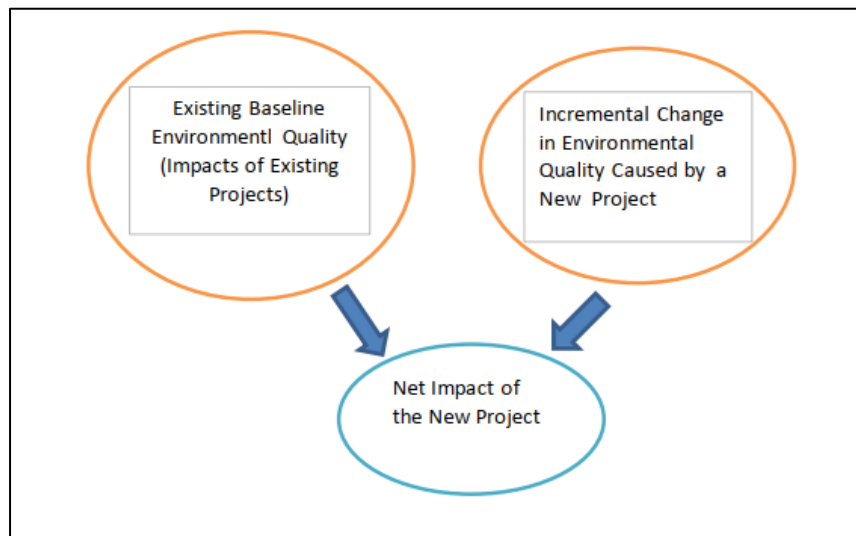 Existing Baseline
Environmentl Quality
(Impacts of Existing
Projects)
Incremental Change
in Environmental
Quality Caused by a
New Project
Net Impact of
the New Project